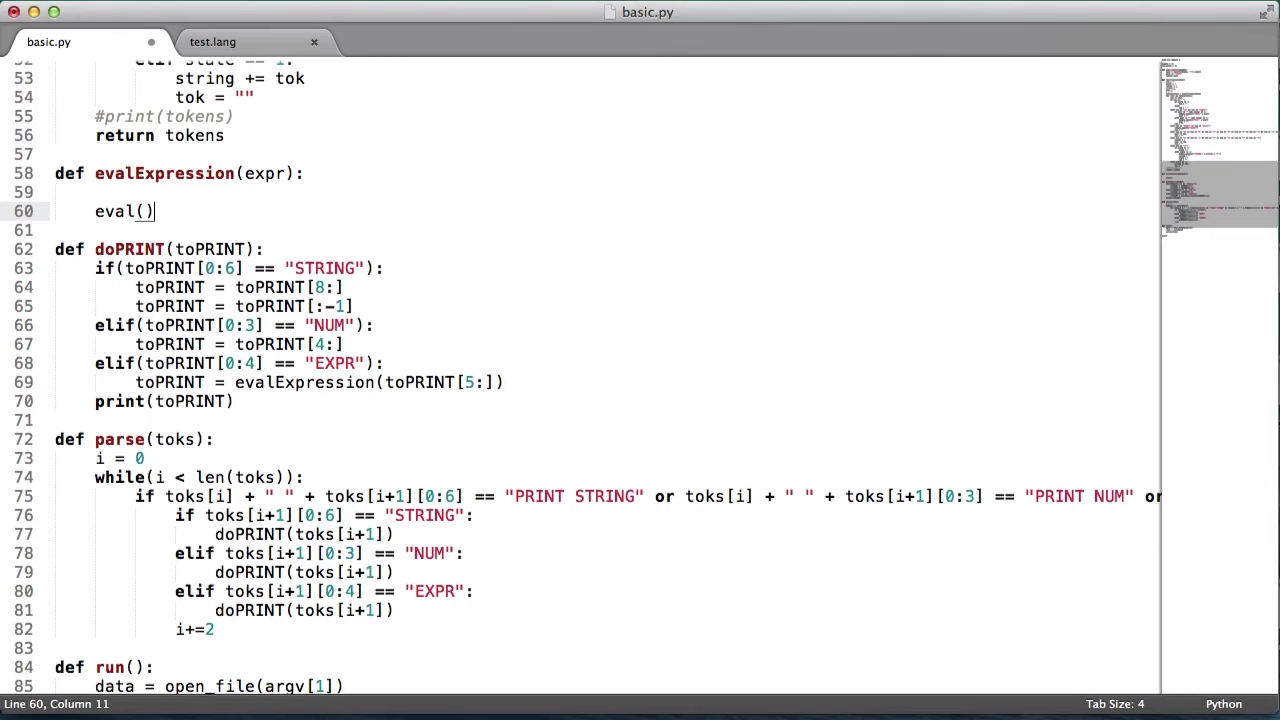 basic.py
basic.py
test.lang
52 elif state == 1:
53 string += tok
54 tok = ""
55 #print(tokens)
56 return tokens
57
58 def evalExpression(expr):
59
60 eval()
61
62 def doPRINT(toPRINT):
63 if(toPRINT[0:6] == "STRING"):
64 toPRINT = toPRINT[8:]
65 toPRINT = toPRINT[:-1]
66 elif(toPRINT[0:3] == "NUM"):
67 toPRINT = toPRINT[4:]
68 elif(toPRINT[0:4] == "EXPR"):
69 toPRINT = evalExpression(toPRINT[5:])
70 print(toPRINT)
71
72 def parse(toks):
73 i = 0
74 while(i < len(toks)):
75 if toks[i] + " " + toks[i+1][0:6] == "PRINT STRING" or toks[i] + " " + toks[i+1][0:3] == "PRINT NUM" or
76 if toks[i+1][0:6] == "STRING":
77 doPRINT(toks[i+1])
78 elif toks[i+1][0:3] == "NUM":
79 doPRINT(toks[i+1])
80 elif toks[i+1][0:4] == "EXPR":
81 doPRINT(toks[i+1])
82 i+=2
83
84 def run():
85 data = open_file(argv[1])
Line 60, Column 11
Tab Size: 4
Python